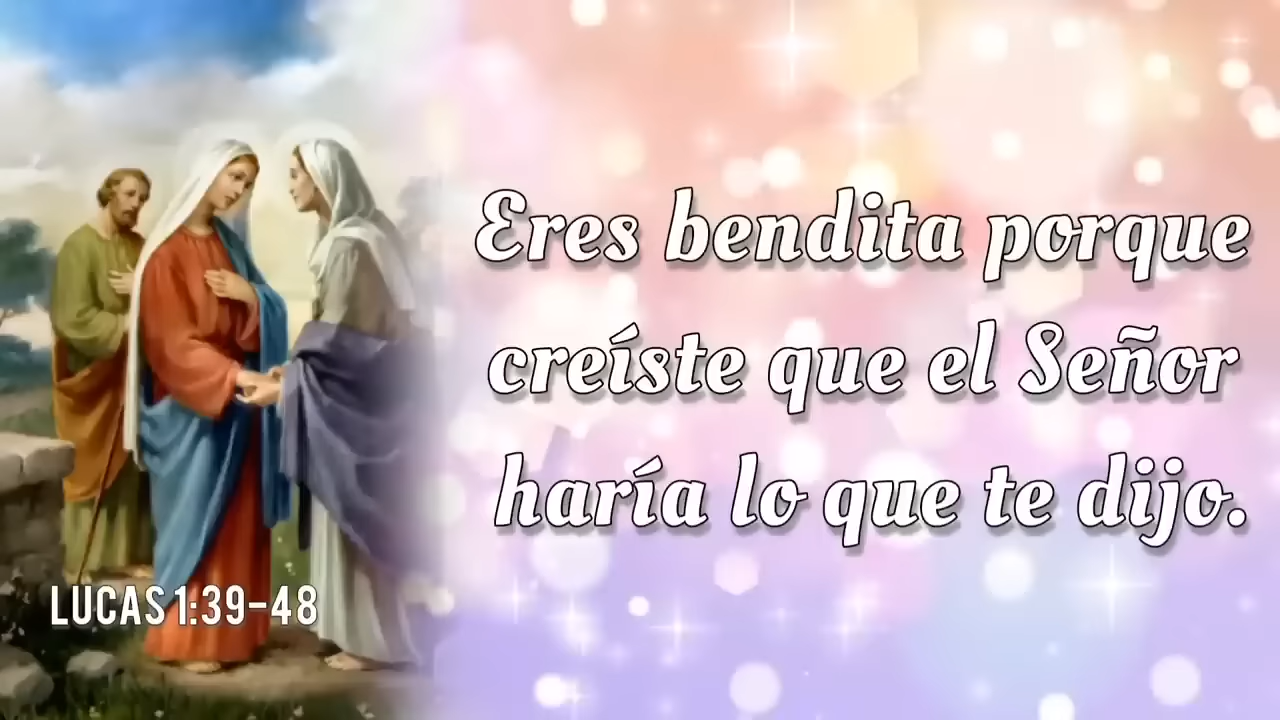 Eres bendita porque
creíste que el Señor
haría lo que te dijo.
LUCAS 1:39-48